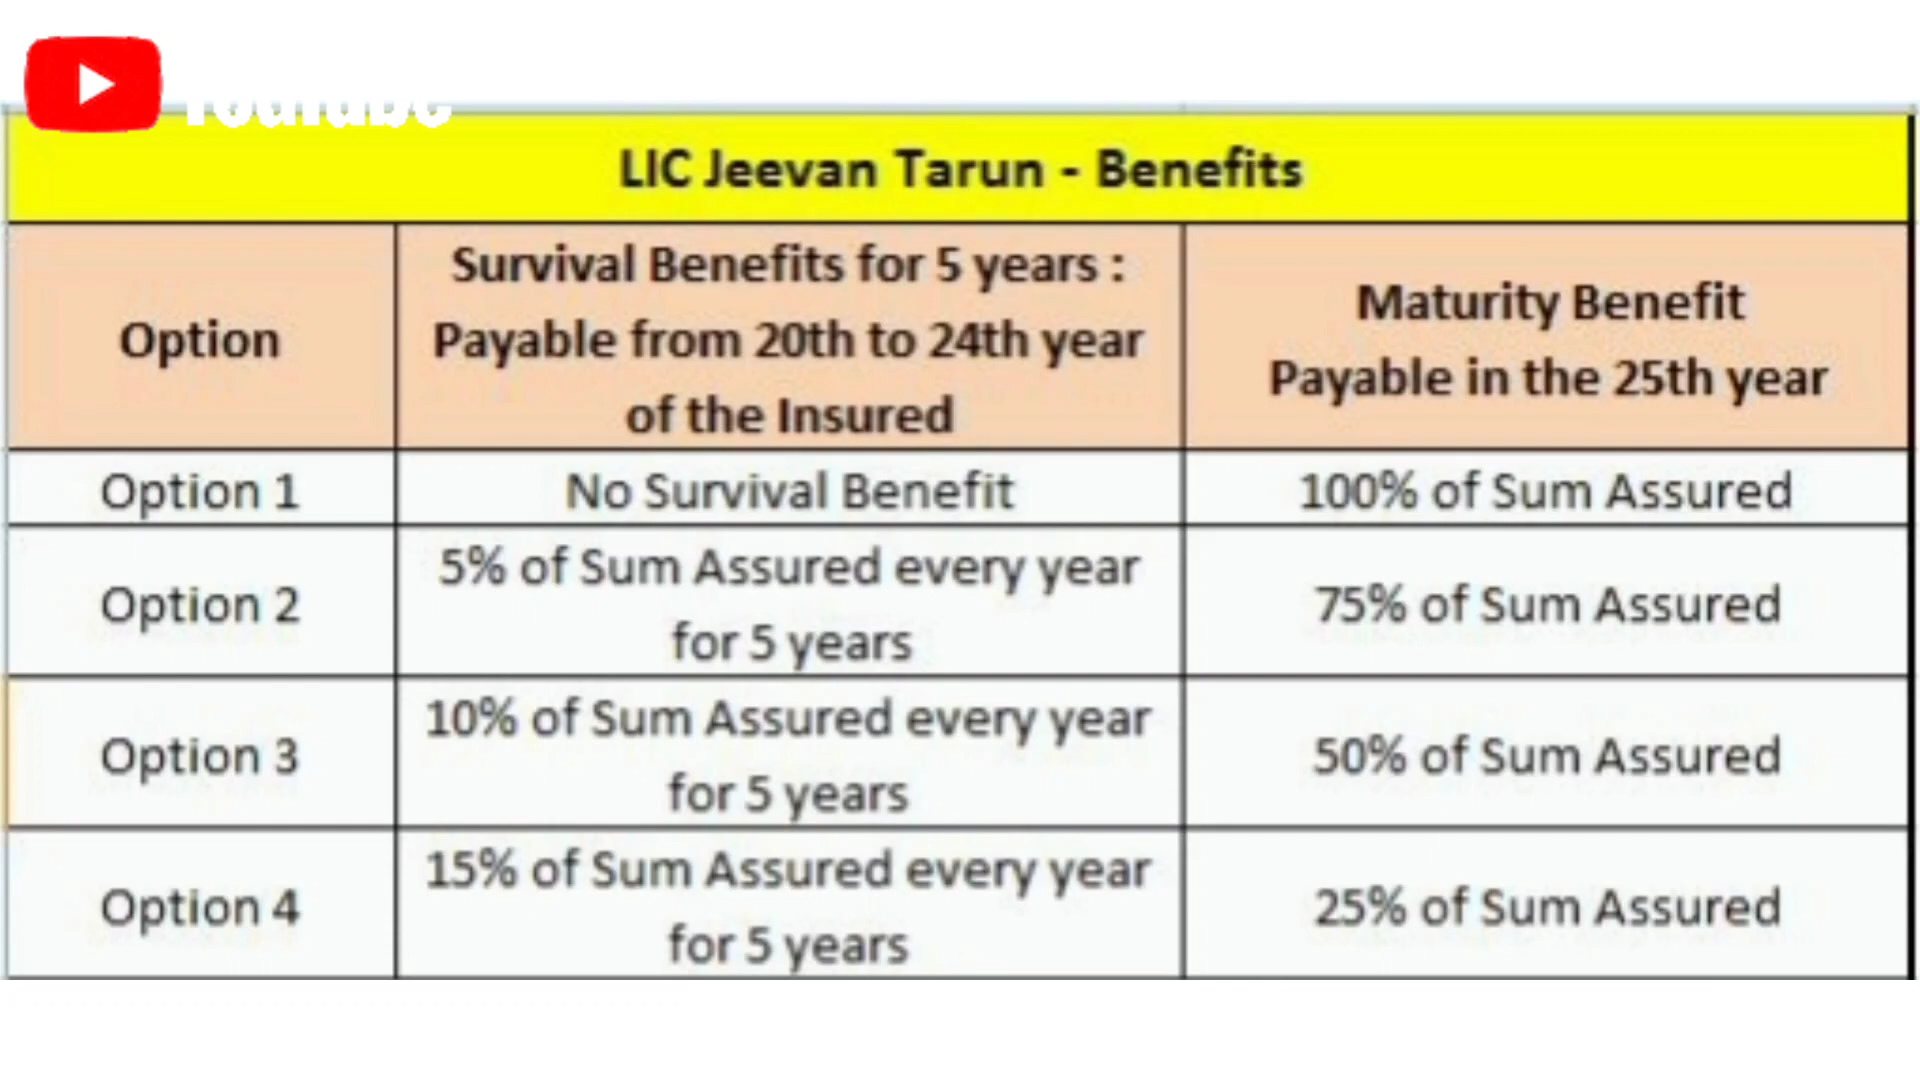 YouTube
LIC Jeevan Tarun - Benefits
Option
Survival Benefits for 5 years :
Payable from 20th to 24th year
of the Insured
Maturity Benefit
Payable in the 25th year
Option 1
No Survival Benefit
100% of Sum Assured
Option 2
5% of Sum Assured every year
for 5 years
75% of Sum Assured
Option 3
10% of Sum Assured every year
for 5 years
50% of Sum Assured
Option 4
15% of Sum Assured every year
for 5 years
25% of Sum Assured